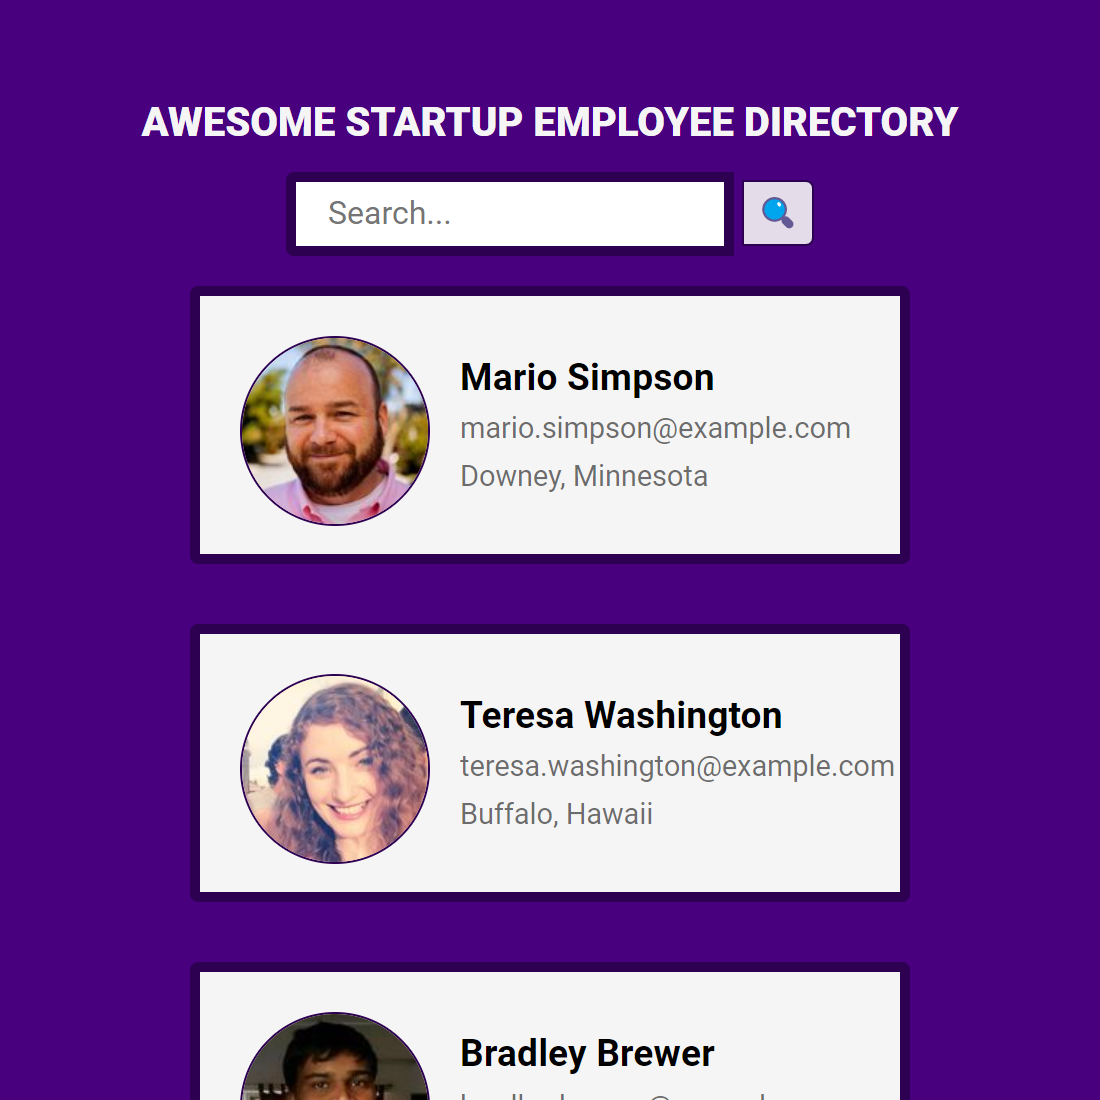 AWESOME STARTUP EMPLOYEE DIRECTORY
Search...
Mario Simpson
mario.simpson@example.com
Downey, Minnesota
Teresa Washington
teresa.washington@example.com
Buffalo, Hawaii
Bradley Brewer